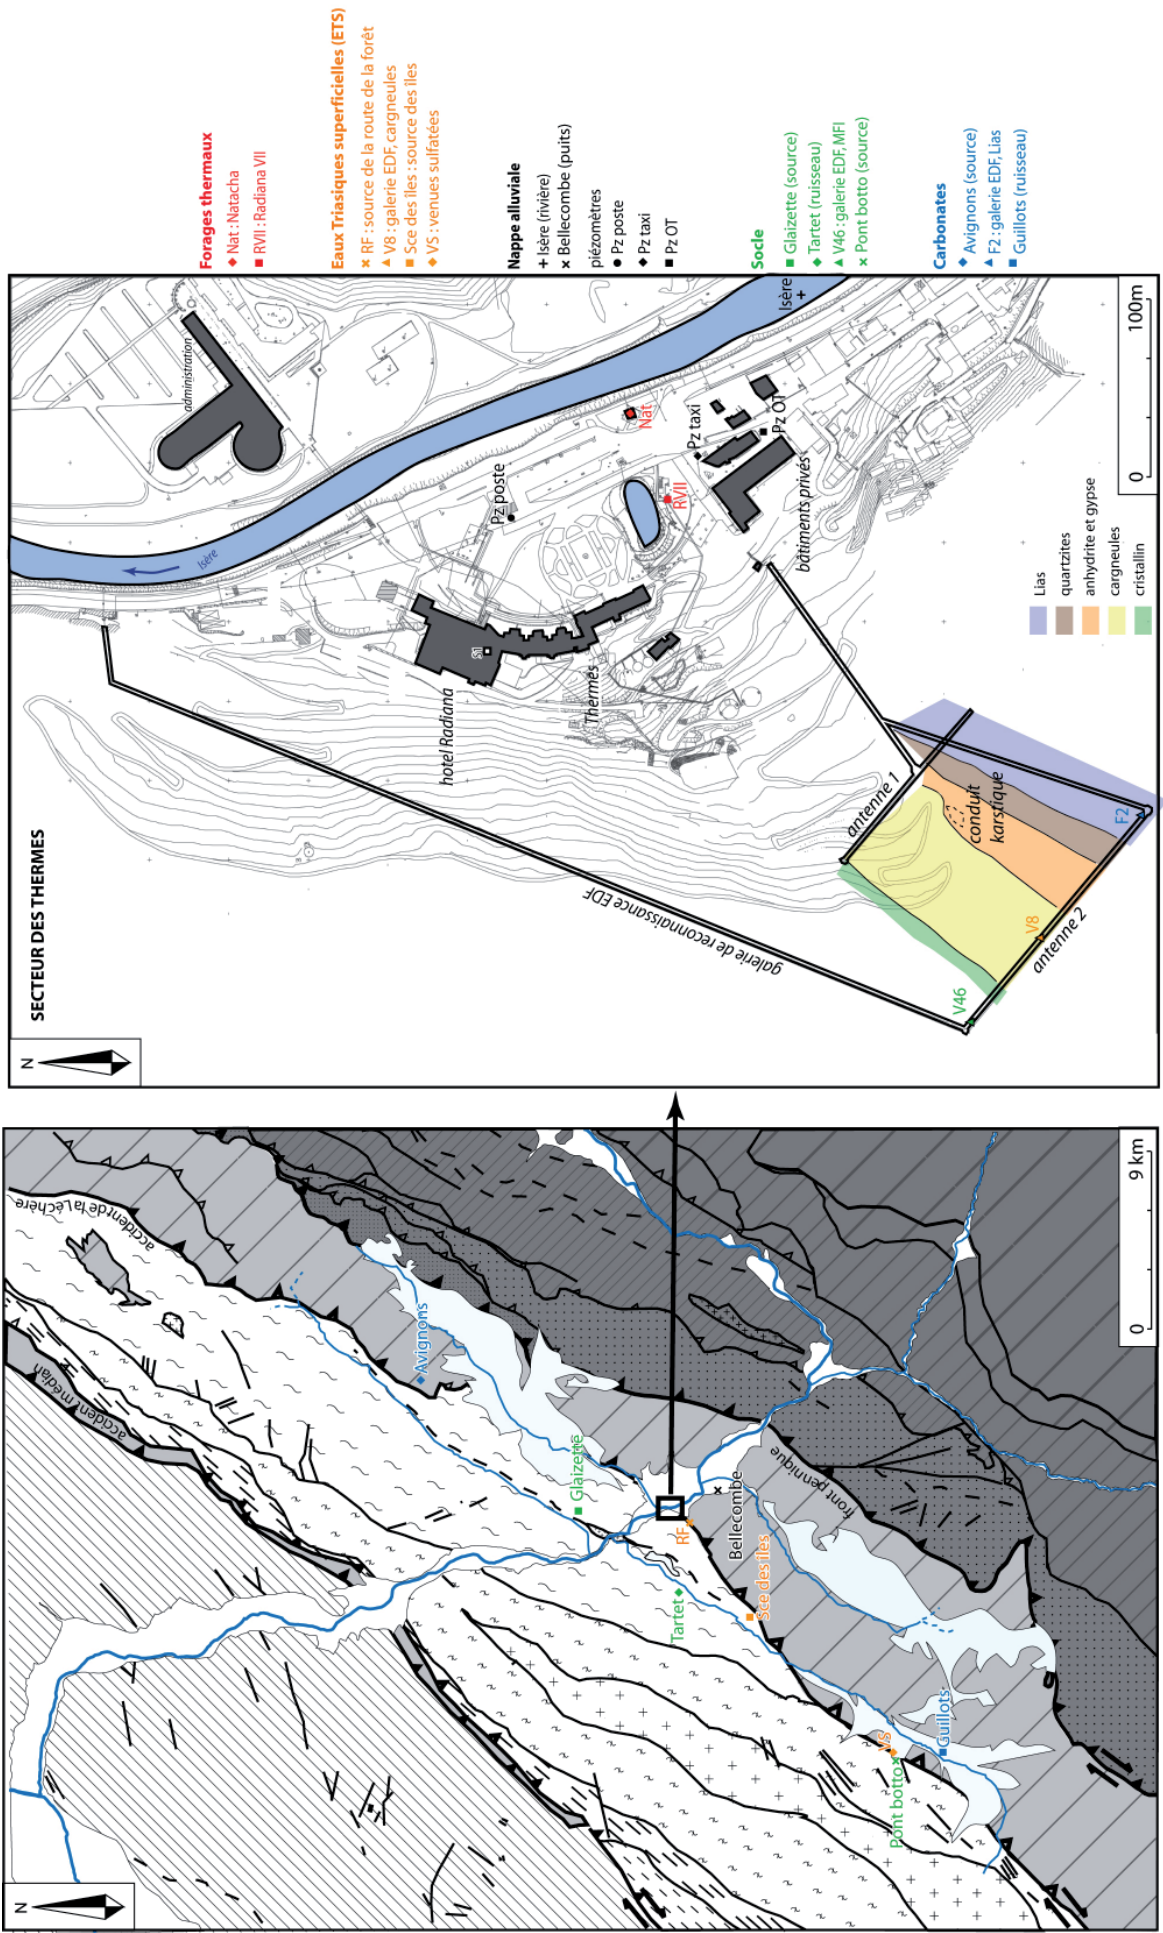 SECTEUR DES THERMES
N
administration
Isère
Pz poste
Nat
Pz taxi
Pz OT
RVII
Isère
S1
hotel Radiana
Thermes
bâtiments privés
galerie de reconnaissance EDF
antenne 1
conduit
karstique
V46
V8
antenne 2
F2
Lias
quartzites
anhydrite et gypse
cargneules
cristallin
0
100m
Forages thermaux
Nat : Natacha
RVII : Radiana VII
Eaux Triasiques superficielles (ETS)
RF : source de la route de la forêt
V8 : galerie EDF, cargneules
Sce des îles : source des îles
VS : venues sulfatées
Nappe alluviale
Isère (rivière)
Bellecombe (puits)
piézomètres
Pz poste
Pz taxi
Pz OT
Socle
Glaizette (source)
Tartet (ruisseau)
V46 : galerie EDF, MFI
Pont botto (source)
Carbonates
Avignons (source)
F2 : galerie EDF, Lias
Guillots (ruisseau)
N
accident médian
accident de la Léchère
Avignons
Glaizette
RF
Bellecombe
Tartet
Sce des îles
front pennique
VS
Pont botto
Guillots
0
9 km